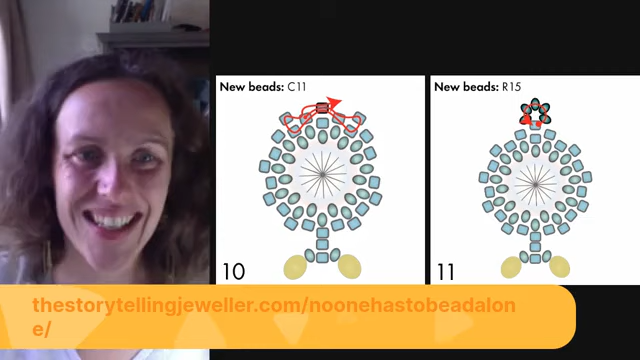 New beads: C11
New beads: R15
10
11
thestorytellingjeweller.com/noonehastobeadalon
e/